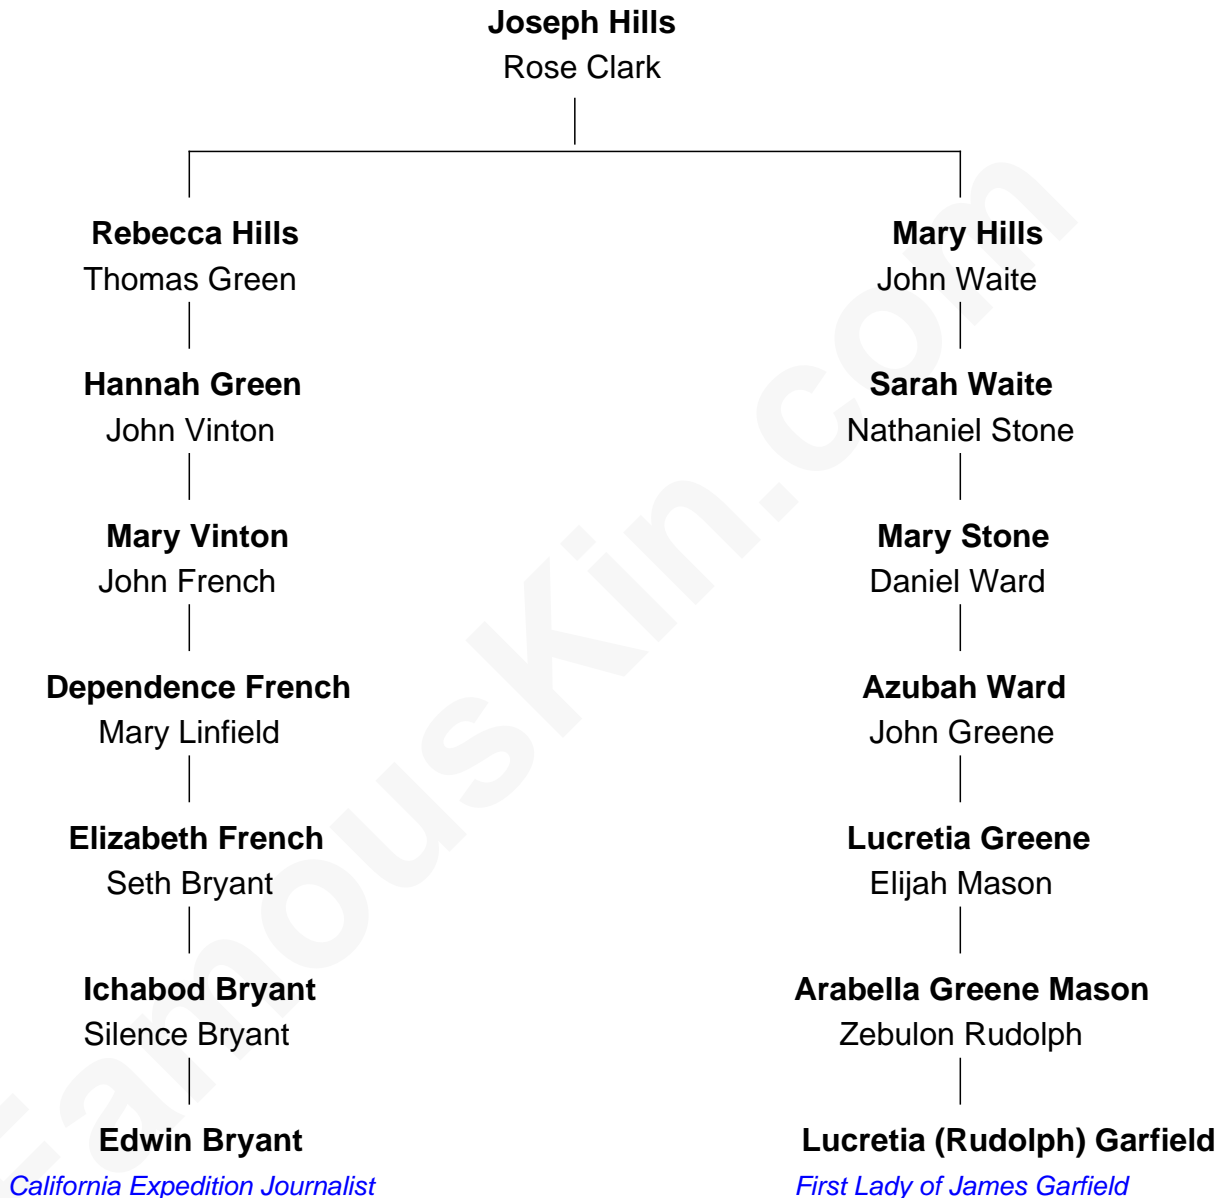 Joseph Hills
Rose Clark
Rebecca Hills
Thomas Green
Mary Hills
John Waite
Hannah Green
John Vinton
Sarah Waite
Nathaniel Stone
Mary Vinton
John French
Mary Stone
Daniel Ward
Dependence French
Mary Linfield
Azubah Ward
John Greene
Elizabeth French
Seth Bryant
Lucretia Greene
Elijah Mason
Ichabod Bryant
Silence Bryant
Arabella Greene Mason
Zebulon Rudolph
Edwin Bryant
California Expedition Journalist
Lucretia (Rudolph) Garfield
First Lady of James Garfield
FamousKin.com